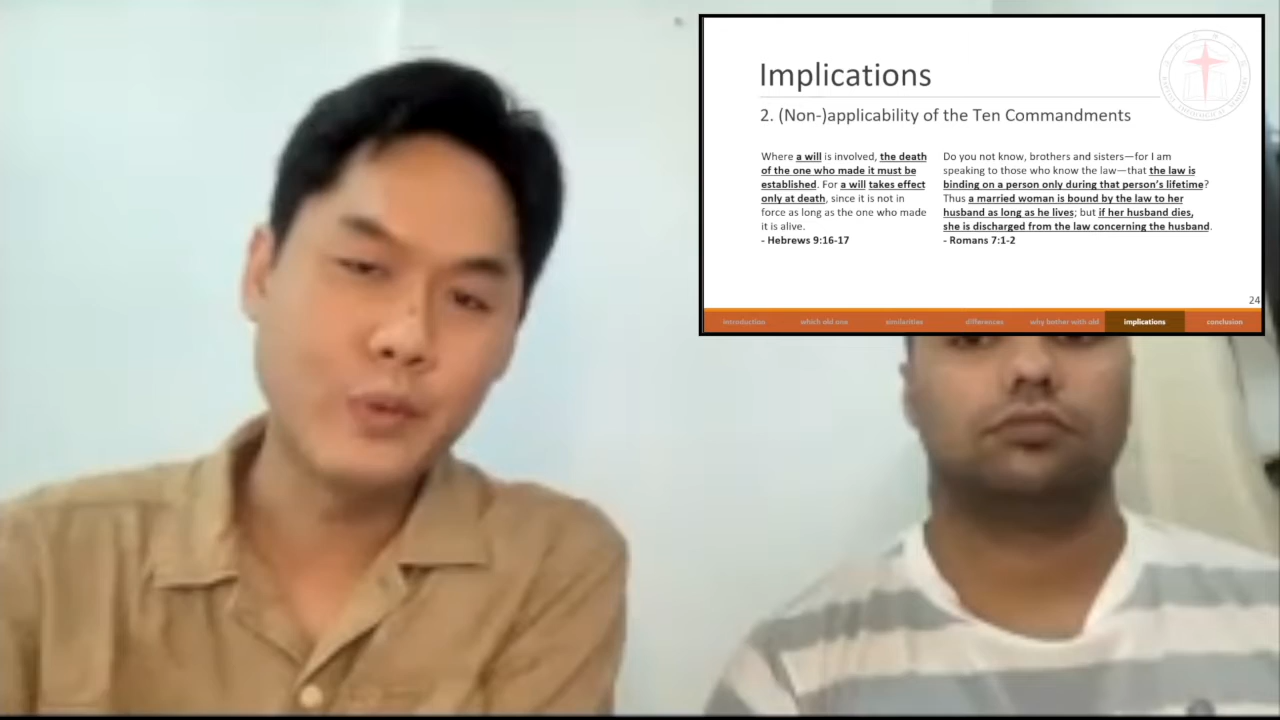 Implications
2. (Non-)applicability of the Ten Commandments
Where a will is involved, the death
of the one who made it must be
established. For a will takes effect
only at death, since it is not in
force as long as the one who made
it is alive.
- Hebrews 9:16-17
Do you not know, brothers and sisters—for I am
speaking to those who know the law—that the law is
binding on a person only during that person's lifetime?
Thus a married woman is bound by the law to her
husband as long as he lives; but if her husband dies,
she is discharged from the law concerning the husband.
- Romans 7:1-2
24
introduction which old one similarities differences why bother with old implications conclusion